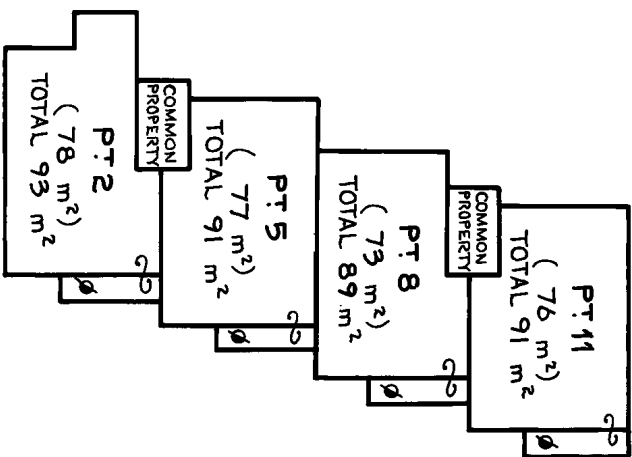 PT.2
( 78 m²)
TOTAL 93 m²
COMMON
PROPERTY
PT.5
( 77 m²)
TOTAL 91 m²
PT 8
( 73 m²)
TOTAL 89 m²
COMMON
PROPERTY
PT.11
( 76 m²)
TOTAL 91 m²
ø
ø
ø
ø